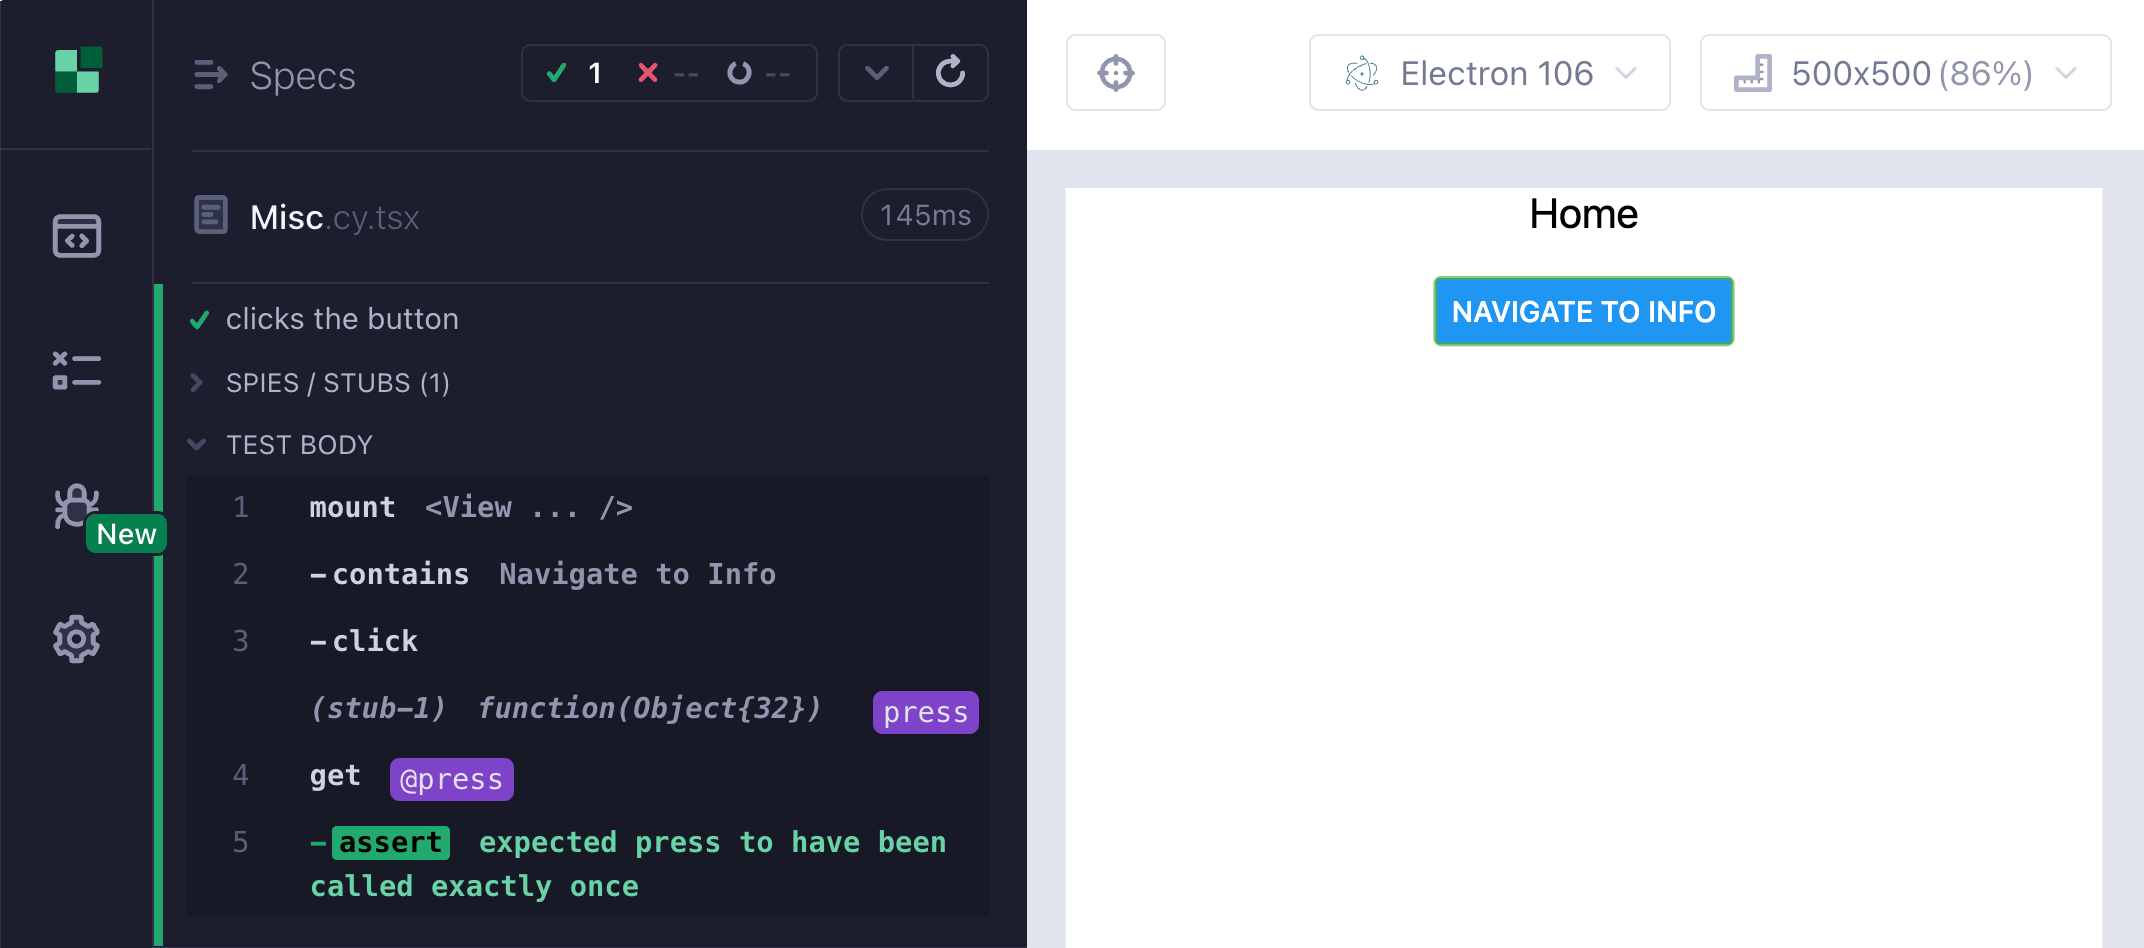 Specs
1 -- --
Misc.cy.tsx
145ms
clicks the button
SPIES / STUBS (1)
TEST BODY
1 mount <View ... />
2 -contains Navigate to Info
3 -click
(stub-1) function(Object{32}) press
4 get @press
5 -assert expected press to have been
called exactly once
New
Electron 106
500x500 (86%)
Home
NAVIGATE TO INFO